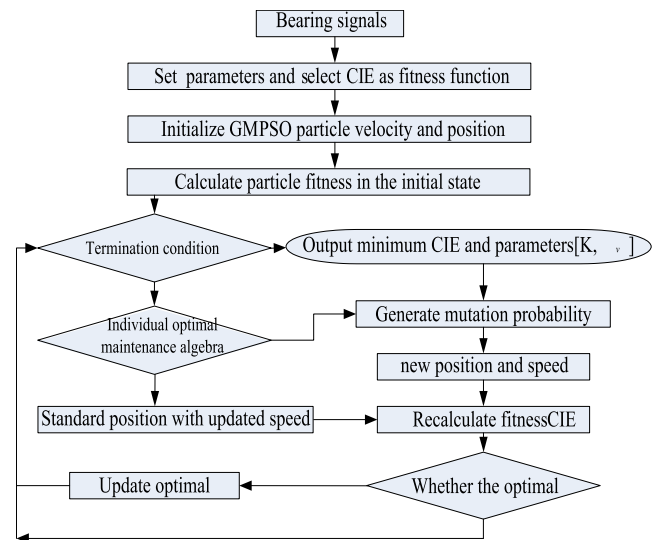 Bearing signals
Set parameters and select CIE as fitness function
Initialize GMPSO particle velocity and position
Calculate particle fitness in the initial state
Termination condition
Output minimum CIE and parameters[K, v ]
Individual optimal
maintenance algebra
Generate mutation probability
new position and speed
Standard position with updated speed
Recalculate fitnessCIE
Update optimal
Whether the optimal